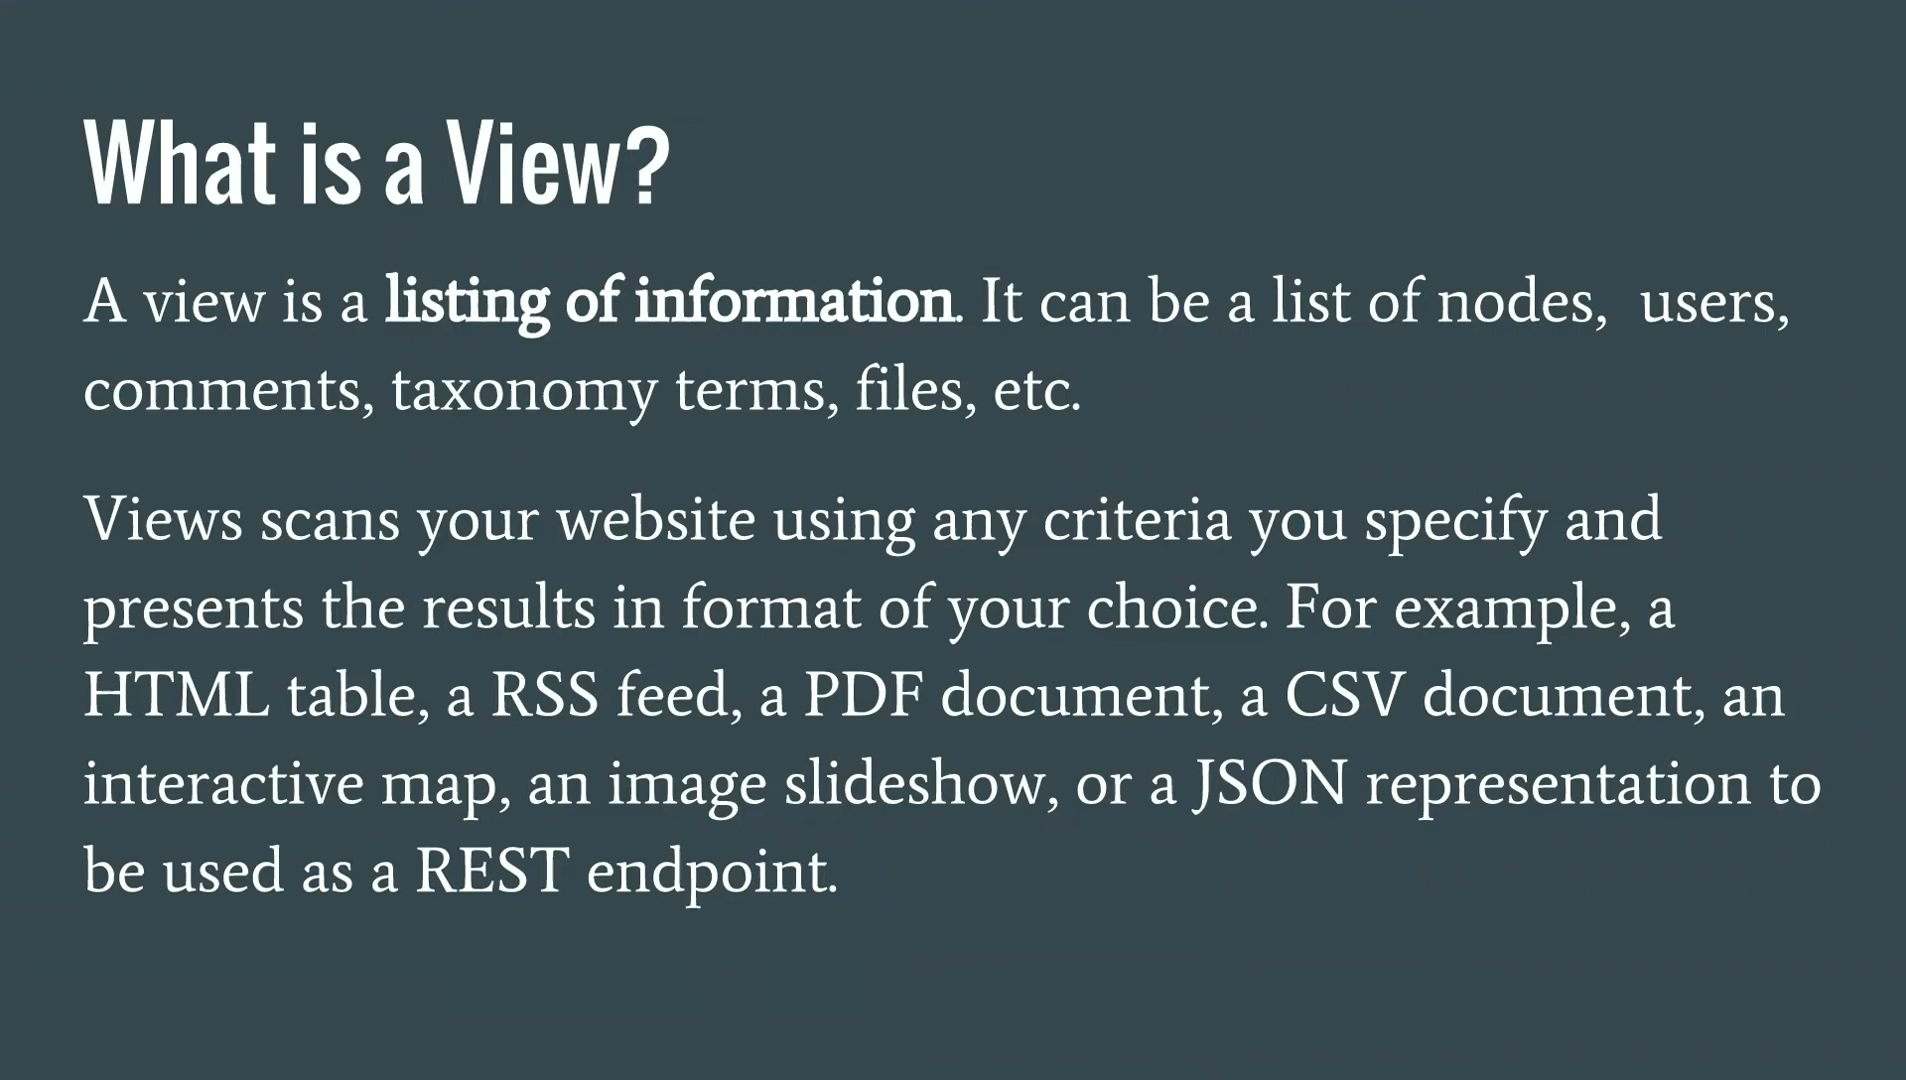 What is a View?
A view is a listing of information. It can be a list of nodes,  users,
comments, taxonomy terms, files, etc.
Views scans your website using any criteria you specify and
presents the results in format of your choice. For example, a
HTML table, a RSS feed, a PDF document, a CSV document, an
interactive map, an image slideshow, or a JSON representation to
be used as a REST endpoint.